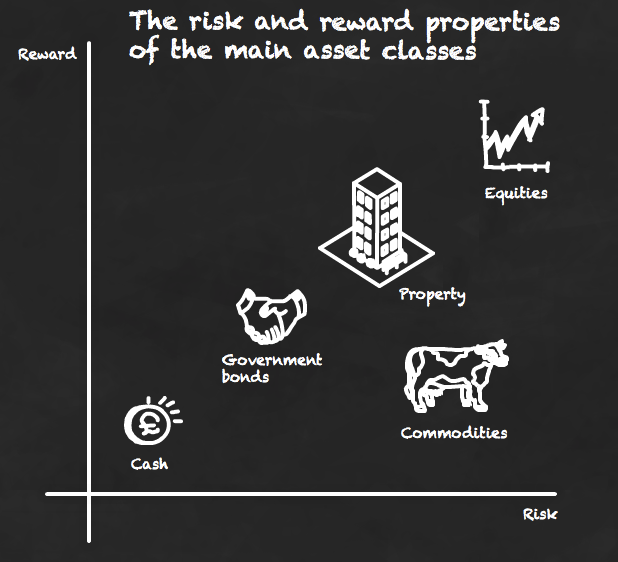 The risk and reward properties
of the main asset classes
Reward
Equities
Property
Government
bonds
Commodities
£
Cash
Risk